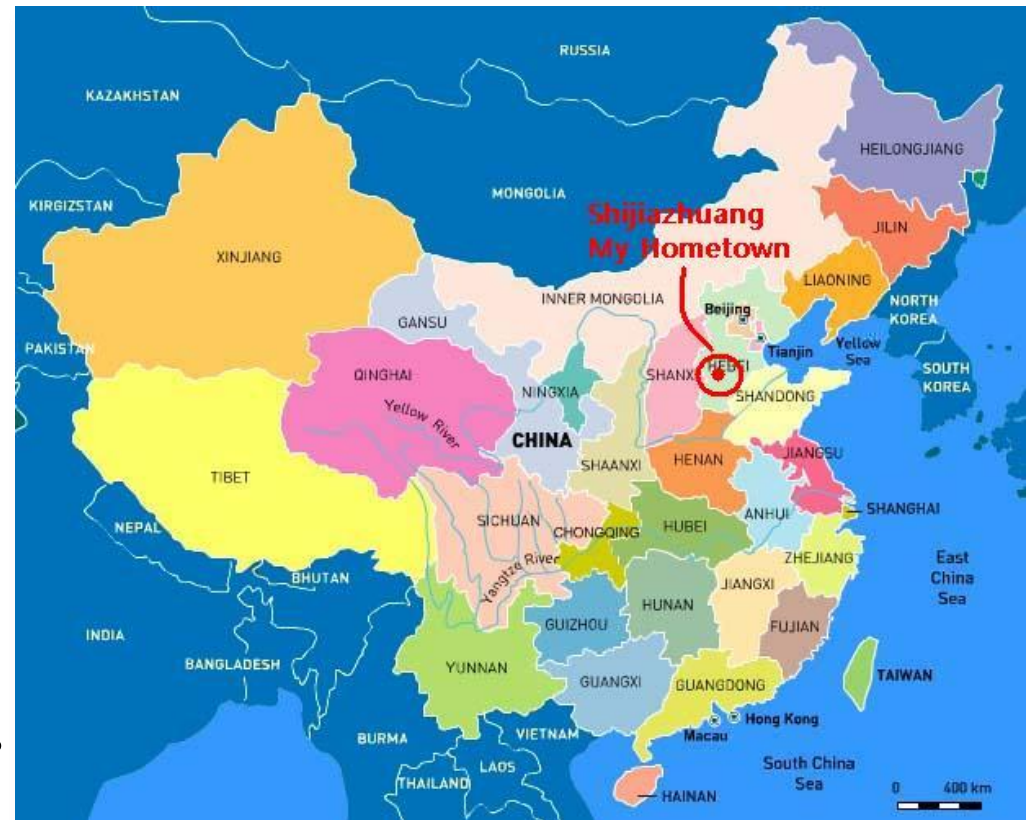 RUSSIA
KAZAKHSTAN
HEILONGJIANG
MONGOLIA
KIRGIZSTAN
Shijiazhuang
My Hometown
JILIN
XINJIANG
LIAONING
INNER MONGOLIA
NORTH
KOREA
Beijing
GANSU
PAKISTAN
Tianjin
Yellow
Sea
QINGHAI
SHANXI
HEBEI
SOUTH
KOREA
NINGXIA
SHANDONG
Yellow River
CHINA
JIANGSU
HENAN
SHAANXI
TIBET
SHANGHAI
ANHUI
SICHUAN
CHONGQING
HUBEI
NEPAL
ZHEJIANG
East
China
Sea
Yangtze River
BHUTAN
JIANGXI
HUNAN
GUIZHOU
FUJIAN
INDIA
BANGLADESH
YUNNAN
TAIWAN
GUANGXI
GUANGDONG
Hong Kong
Macau
BURMA
VIETNAM
LAOS
South China
Sea
THAILAND
HAINAN
0 400 km